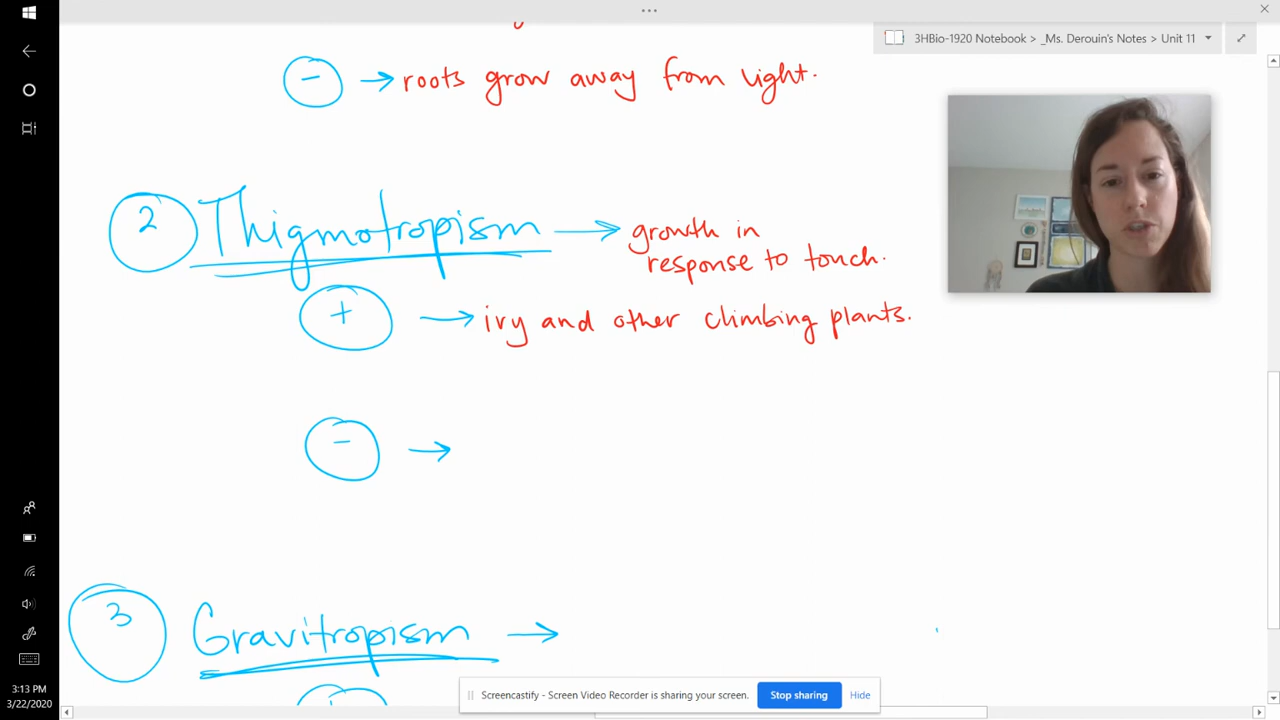 3HBio-1920 Notebook > _Ms. Derouin's Notes > Unit 11
- → roots grow away from light.
2 Thigmotropism → growth in
response to touch.
+ → ivy and other climbing plants.
- →
3 Gravitropism →
Screencastify - Screen Video Recorder is sharing your screen. Stop sharing Hide
3:13 PM
3/22/2020